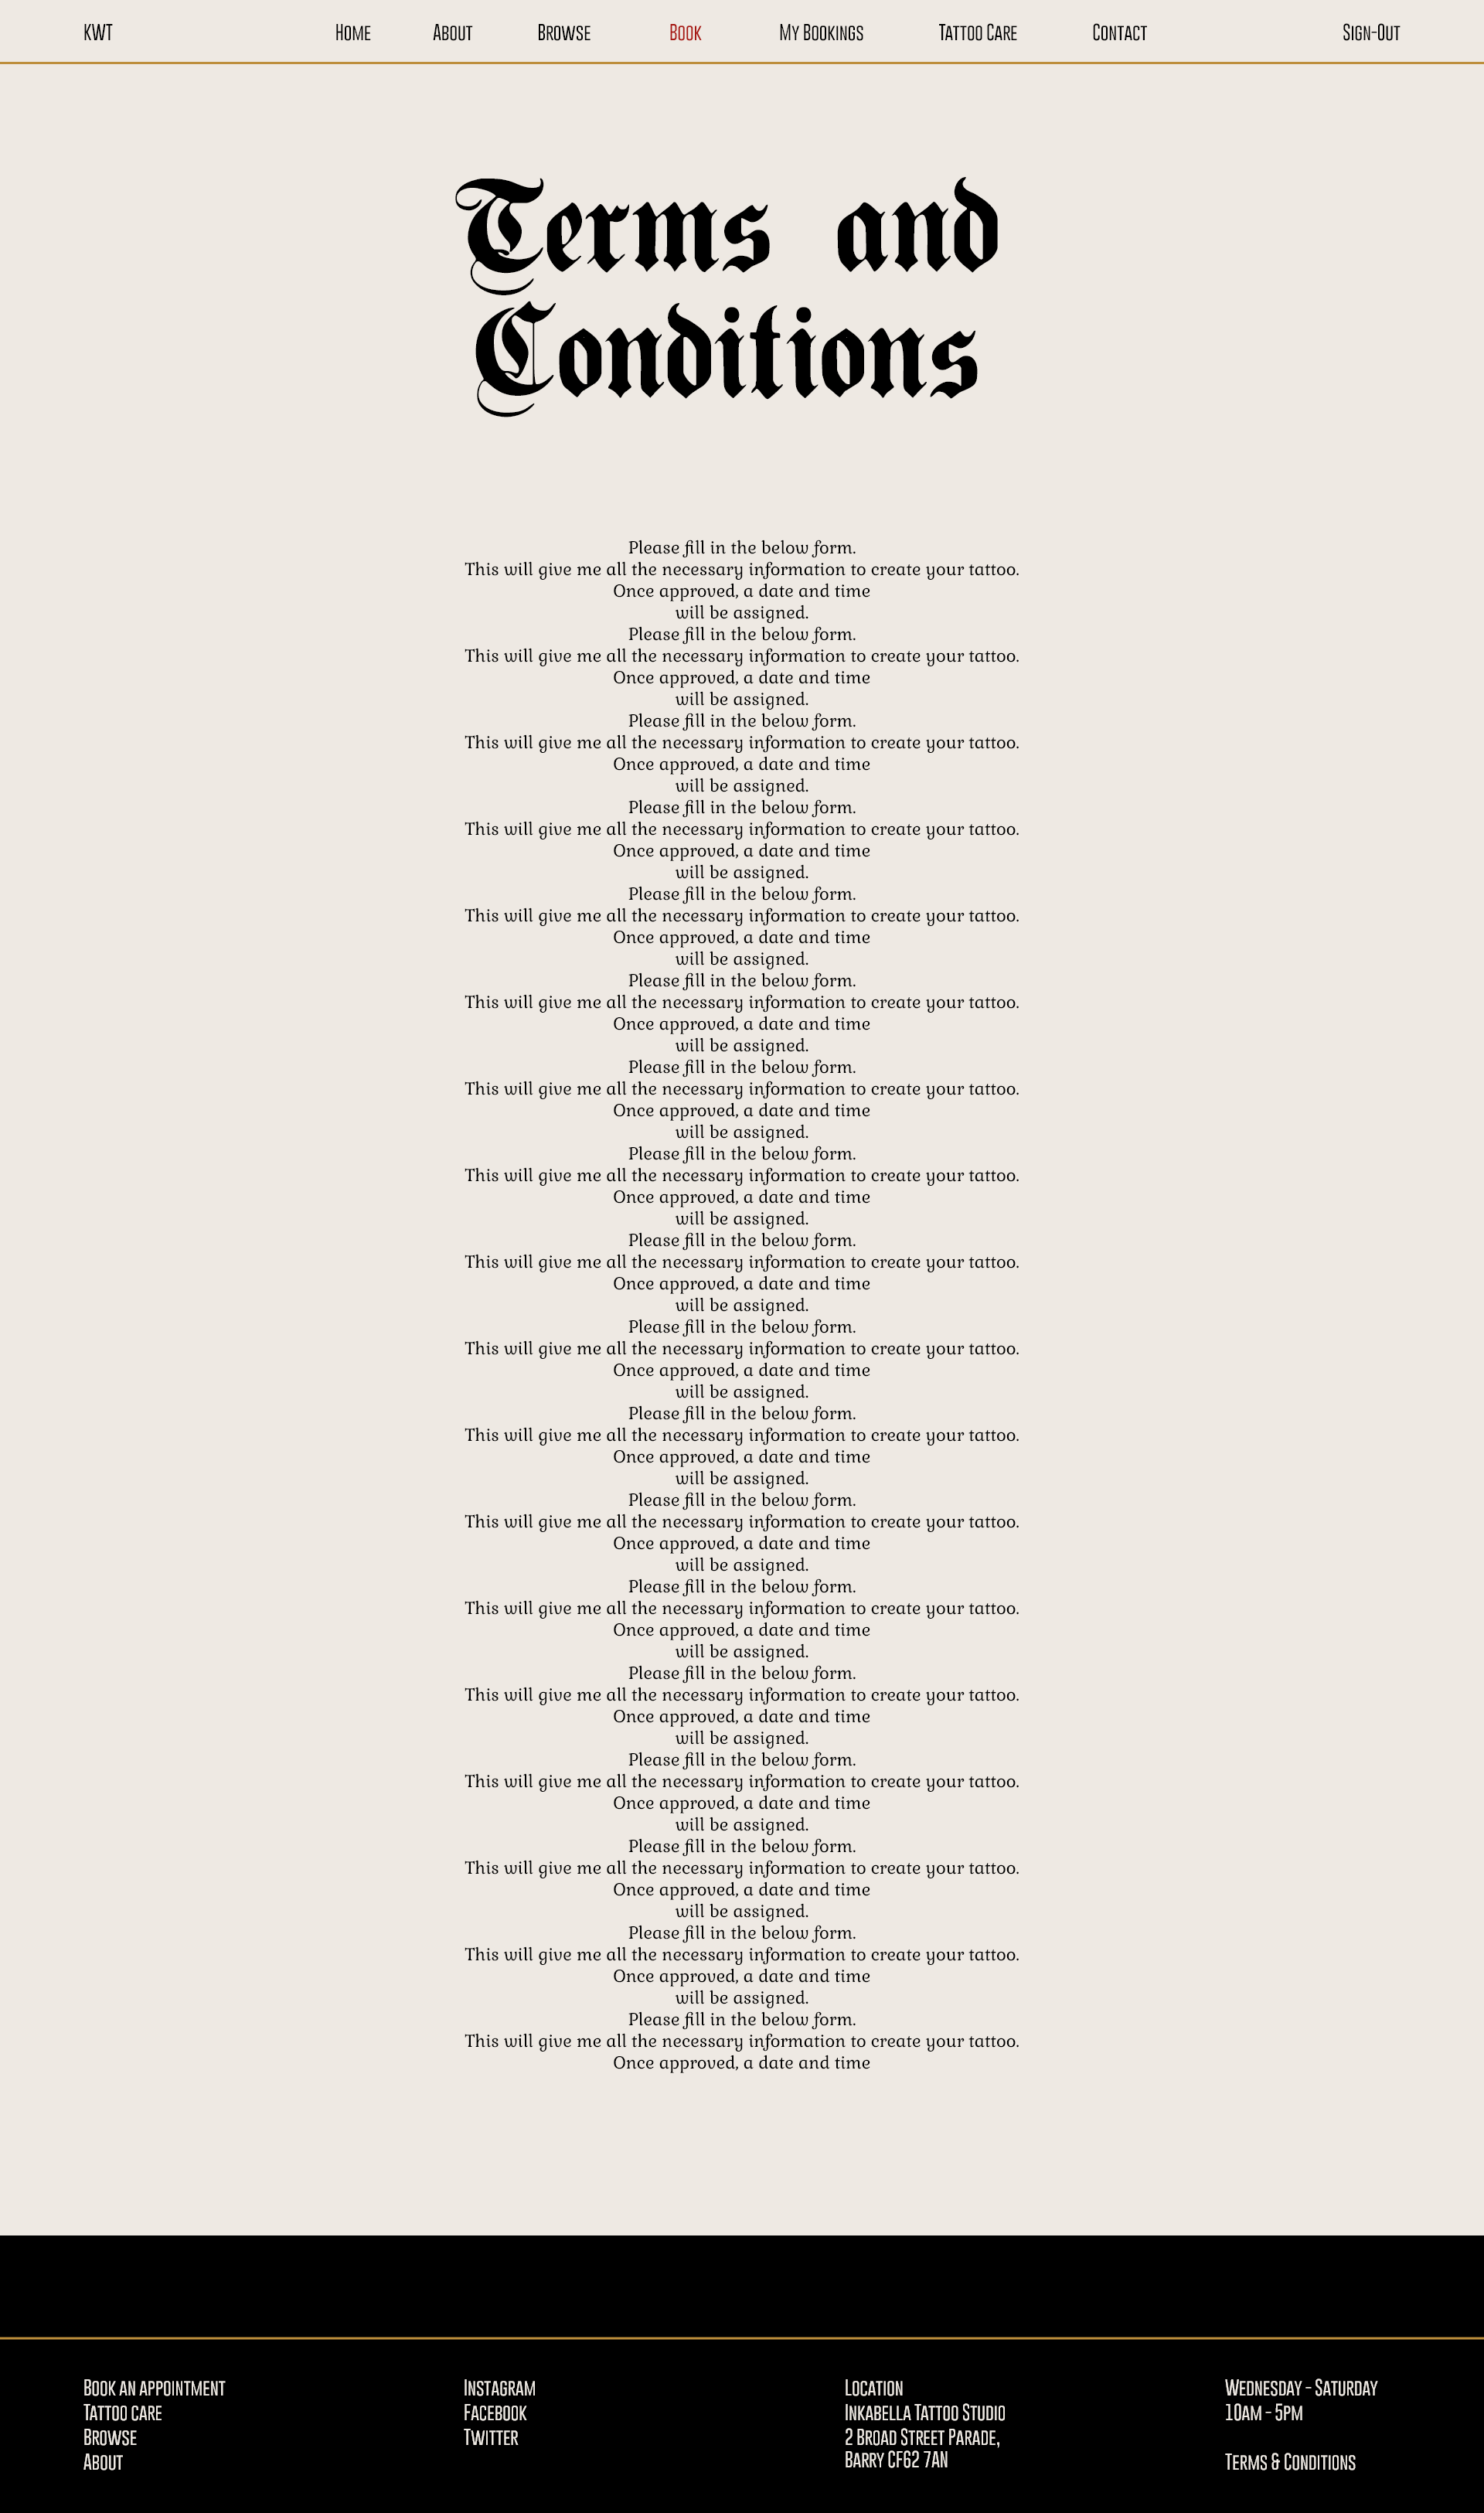 KWT Home About Browse Book My Bookings Tattoo Care Contact Sign-Out
Terms and
Conditions
Please fill in the below form.
This will give me all the necessary information to create your tattoo.
Once approved, a date and time
will be assigned.
Please fill in the below form.
This will give me all the necessary information to create your tattoo.
Once approved, a date and time
will be assigned.
Please fill in the below form.
This will give me all the necessary information to create your tattoo.
Once approved, a date and time
will be assigned.
Please fill in the below form.
This will give me all the necessary information to create your tattoo.
Once approved, a date and time
will be assigned.
Please fill in the below form.
This will give me all the necessary information to create your tattoo.
Once approved, a date and time
will be assigned.
Please fill in the below form.
This will give me all the necessary information to create your tattoo.
Once approved, a date and time
will be assigned.
Please fill in the below form.
This will give me all the necessary information to create your tattoo.
Once approved, a date and time
will be assigned.
Please fill in the below form.
This will give me all the necessary information to create your tattoo.
Once approved, a date and time
will be assigned.
Please fill in the below form.
This will give me all the necessary information to create your tattoo.
Once approved, a date and time
will be assigned.
Please fill in the below form.
This will give me all the necessary information to create your tattoo.
Once approved, a date and time
will be assigned.
Please fill in the below form.
This will give me all the necessary information to create your tattoo.
Once approved, a date and time
will be assigned.
Please fill in the below form.
This will give me all the necessary information to create your tattoo.
Once approved, a date and time
will be assigned.
Please fill in the below form.
This will give me all the necessary information to create your tattoo.
Once approved, a date and time
will be assigned.
Please fill in the below form.
This will give me all the necessary information to create your tattoo.
Once approved, a date and time
will be assigned.
Please fill in the below form.
This will give me all the necessary information to create your tattoo.
Once approved, a date and time
will be assigned.
Please fill in the below form.
This will give me all the necessary information to create your tattoo.
Once approved, a date and time
will be assigned.
Please fill in the below form.
This will give me all the necessary information to create your tattoo.
Once approved, a date and time
will be assigned.
Please fill in the below form.
This will give me all the necessary information to create your tattoo.
Once approved, a date and time
Book an appointment
Tattoo care
Browse
About
Instagram
Facebook
Twitter
Location
Inkabella Tattoo Studio
2 Broad Street Parade,
Barry CF62 7AN
Wednesday - Saturday
10am - 5pm
Terms & Conditions